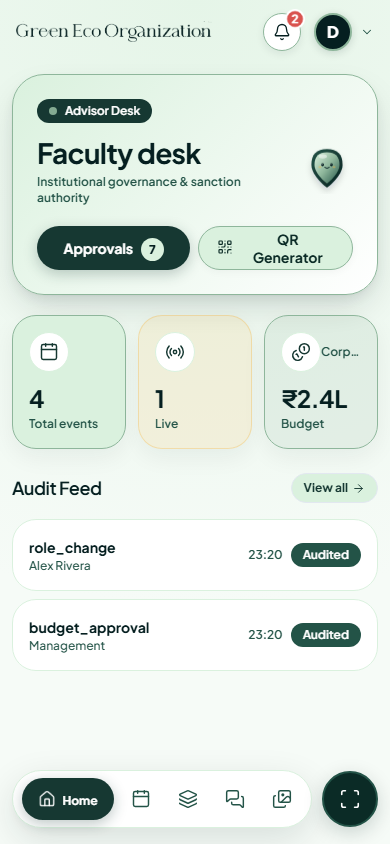 Green Eco Organization
2
D
Advisor Desk
Faculty desk
Institutional governance & sanction
authority
Approvals 7
QR
Generator
Corp...
4
1
₹2.4L
Total events
Live
Budget
Audit Feed
View all →
role_change
Alex Rivera
23:20
Audited
budget_approval
Management
23:20
Audited
Home